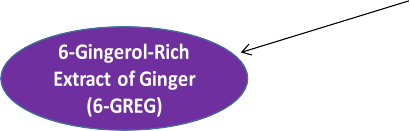 6-Gingerol-Rich
Extract of Ginger
(6-GREG)